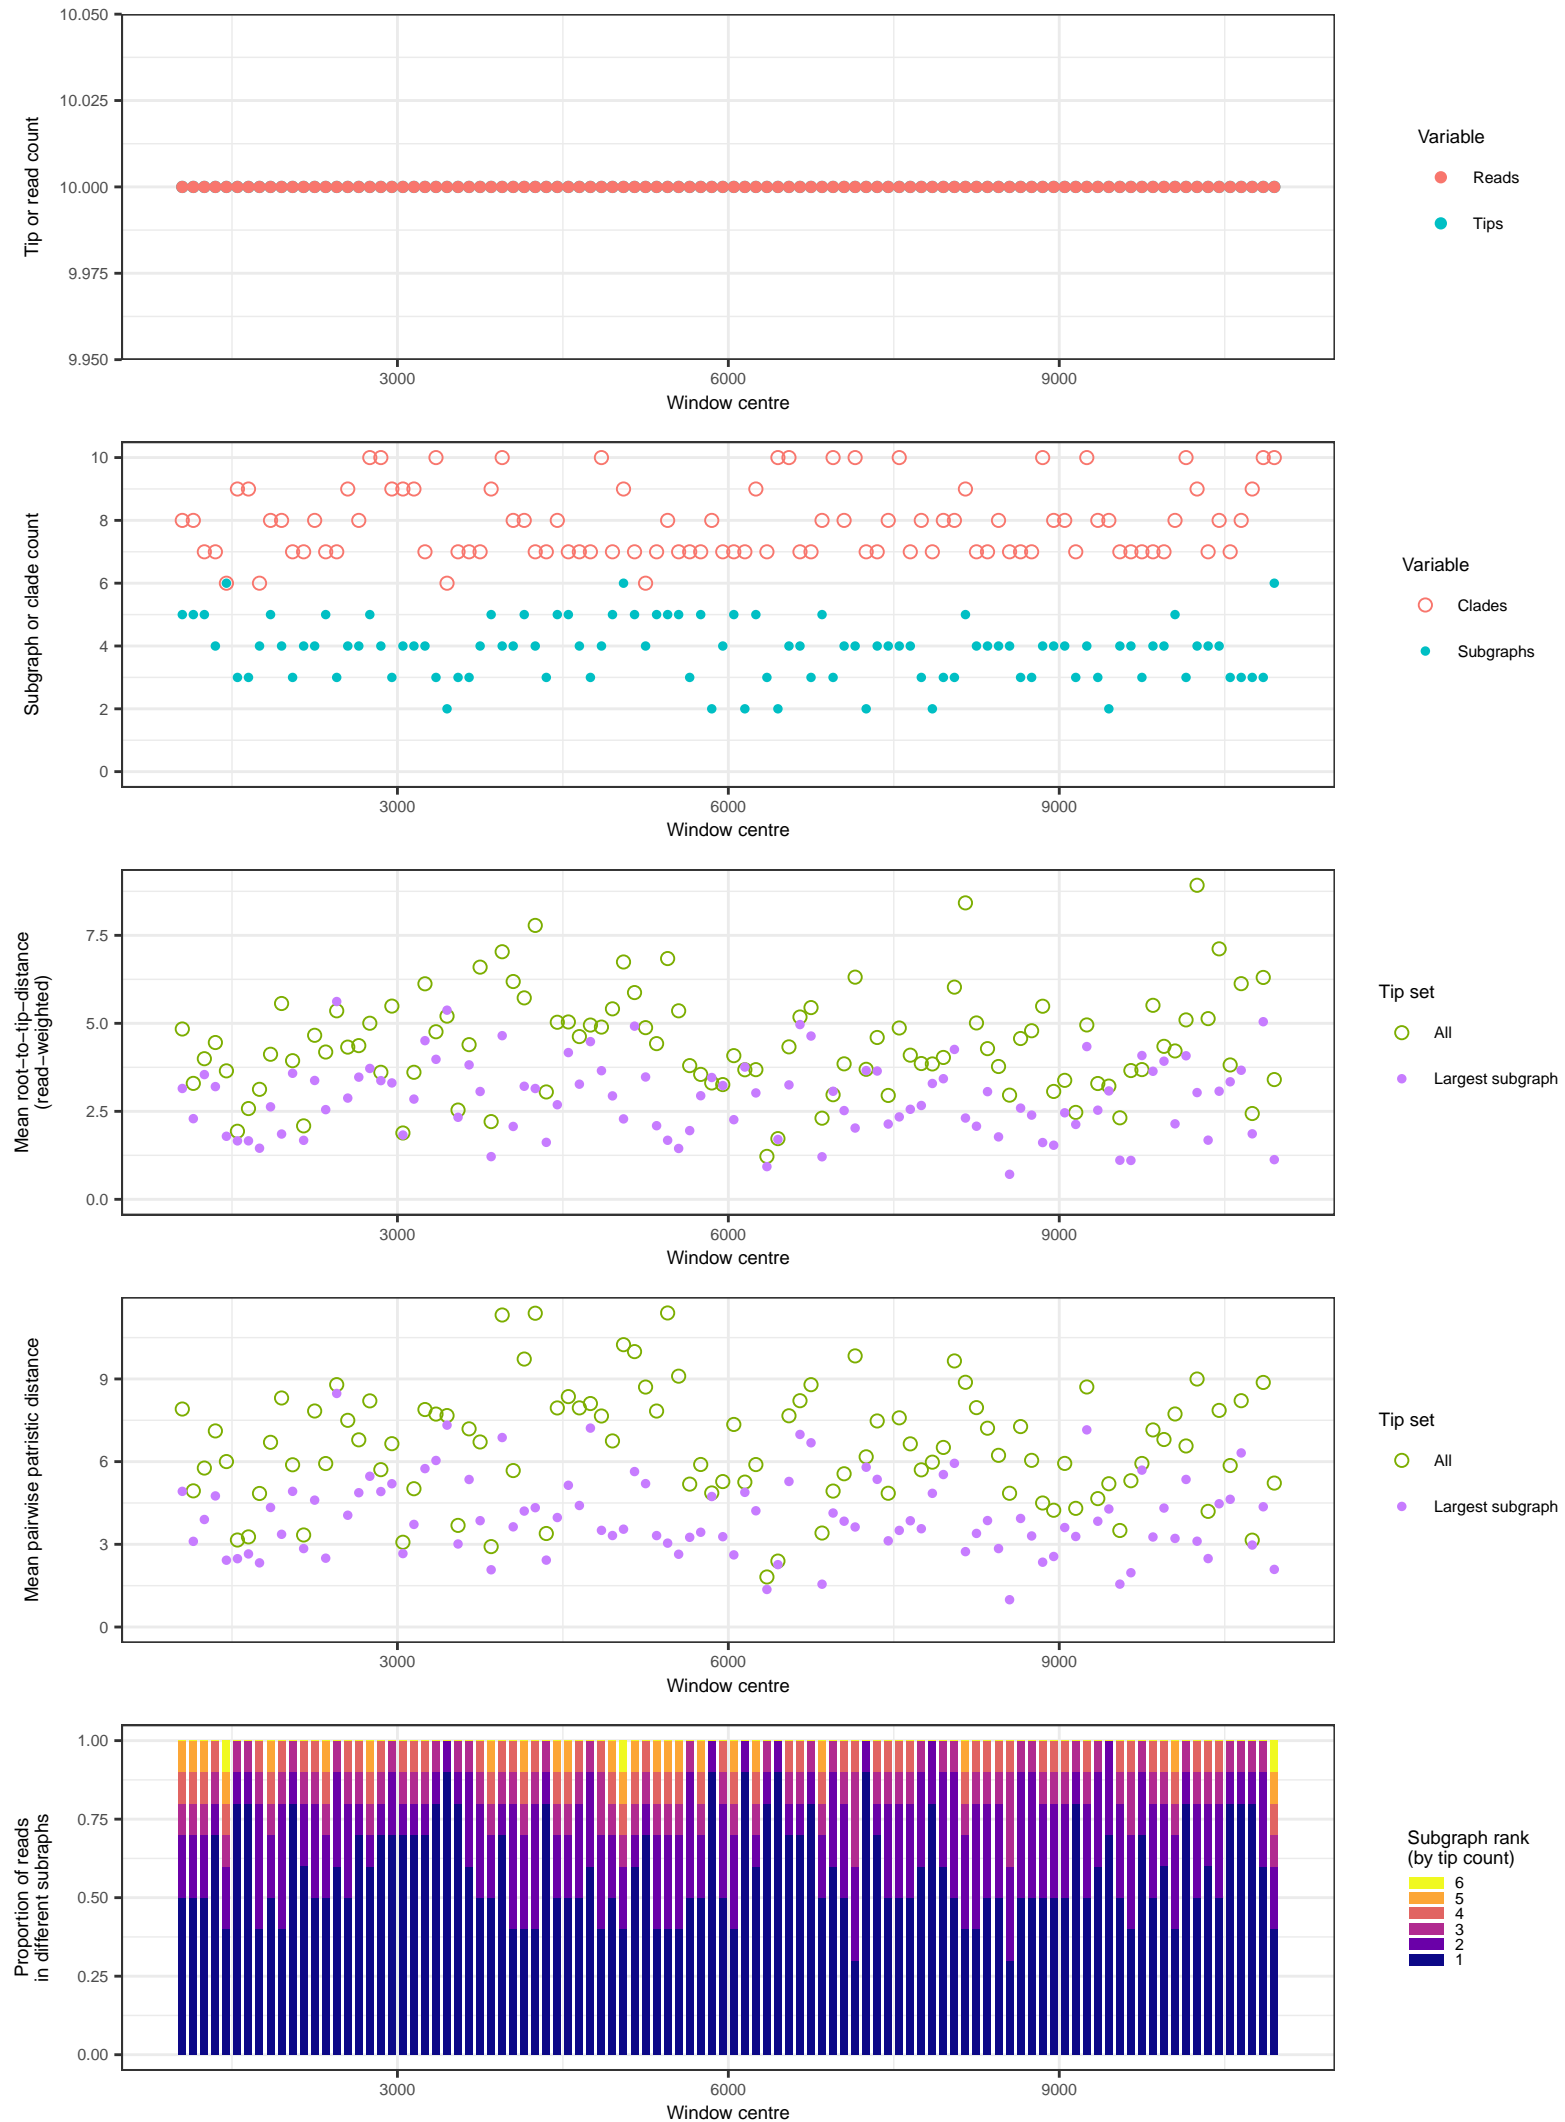 10.050
10.025
10.000
9.975
9.950
Tip or read count
3000 6000 9000
Window centre
Variable
Reads
Tips
10
8
6
4
2
0
Subgraph or clade count
3000 6000 9000
Window centre
Variable
Clades
Subgraphs
7.5
5.0
2.5
0.0
Mean root−to−tip−distance
(read−weighted)
3000 6000 9000
Window centre
Tip set
All
Largest subgraph
9
6
3
0
Mean pairwise patristic distance
3000 6000 9000
Window centre
Tip set
All
Largest subgraph
1.00
0.75
0.50
0.25
0.00
Proportion of reads
in different subraphs
3000 6000 9000
Window centre
Subgraph rank
(by tip count)
6
5
4
3
2
1